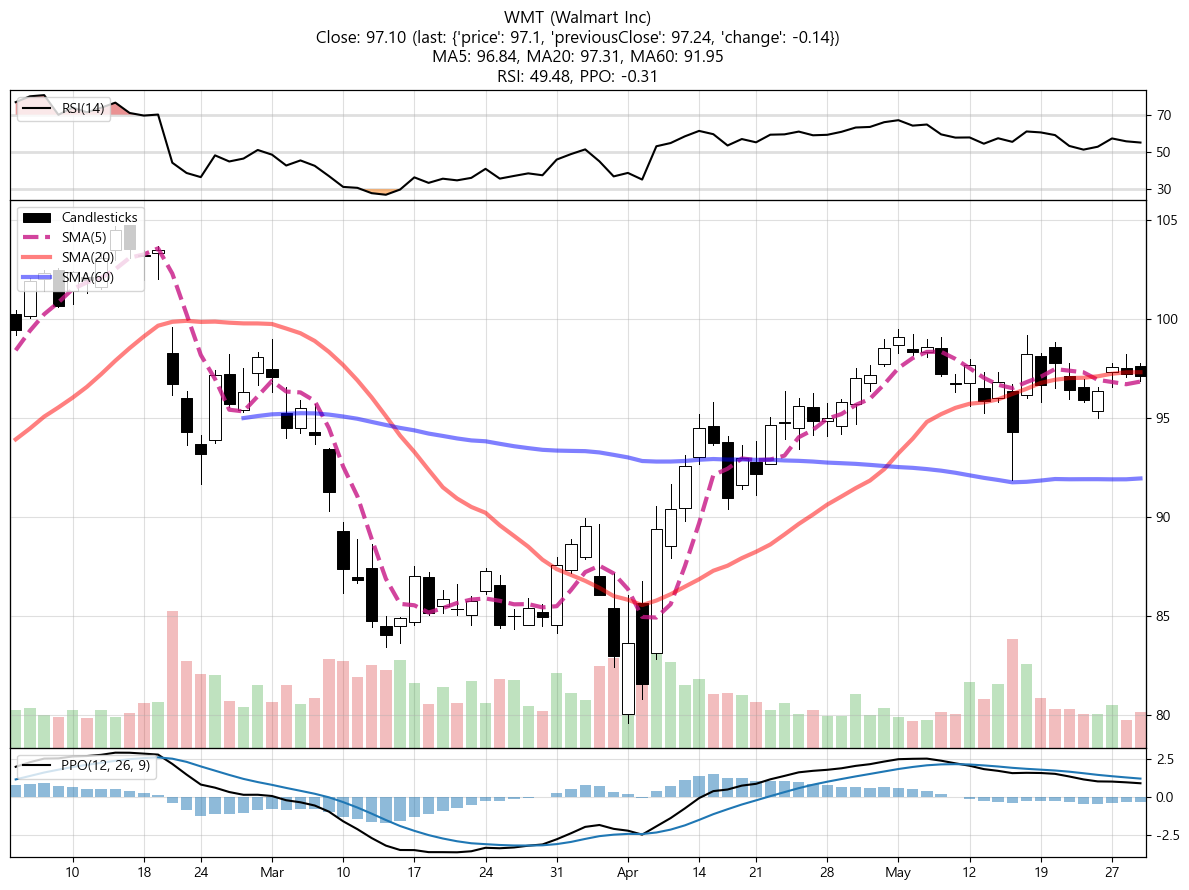 WMT (Walmart Inc)
Close: 97.10 (last: {'price': 97.1, 'previousClose': 97.24, 'change': -0.14})
MA5: 96.84, MA20: 97.31, MA60: 91.95
RSI: 49.48, PPO: -0.31
RSI(14)
70
50
30
Candlesticks
SMA(5)
SMA(20)
SMA(60)
105
100
95
90
85
80
PPO(12, 26, 9)
2.5
0.0
−2.5
10 18 24 Mar 10 17 24 31 Apr 14 21 28 May 12 19 27